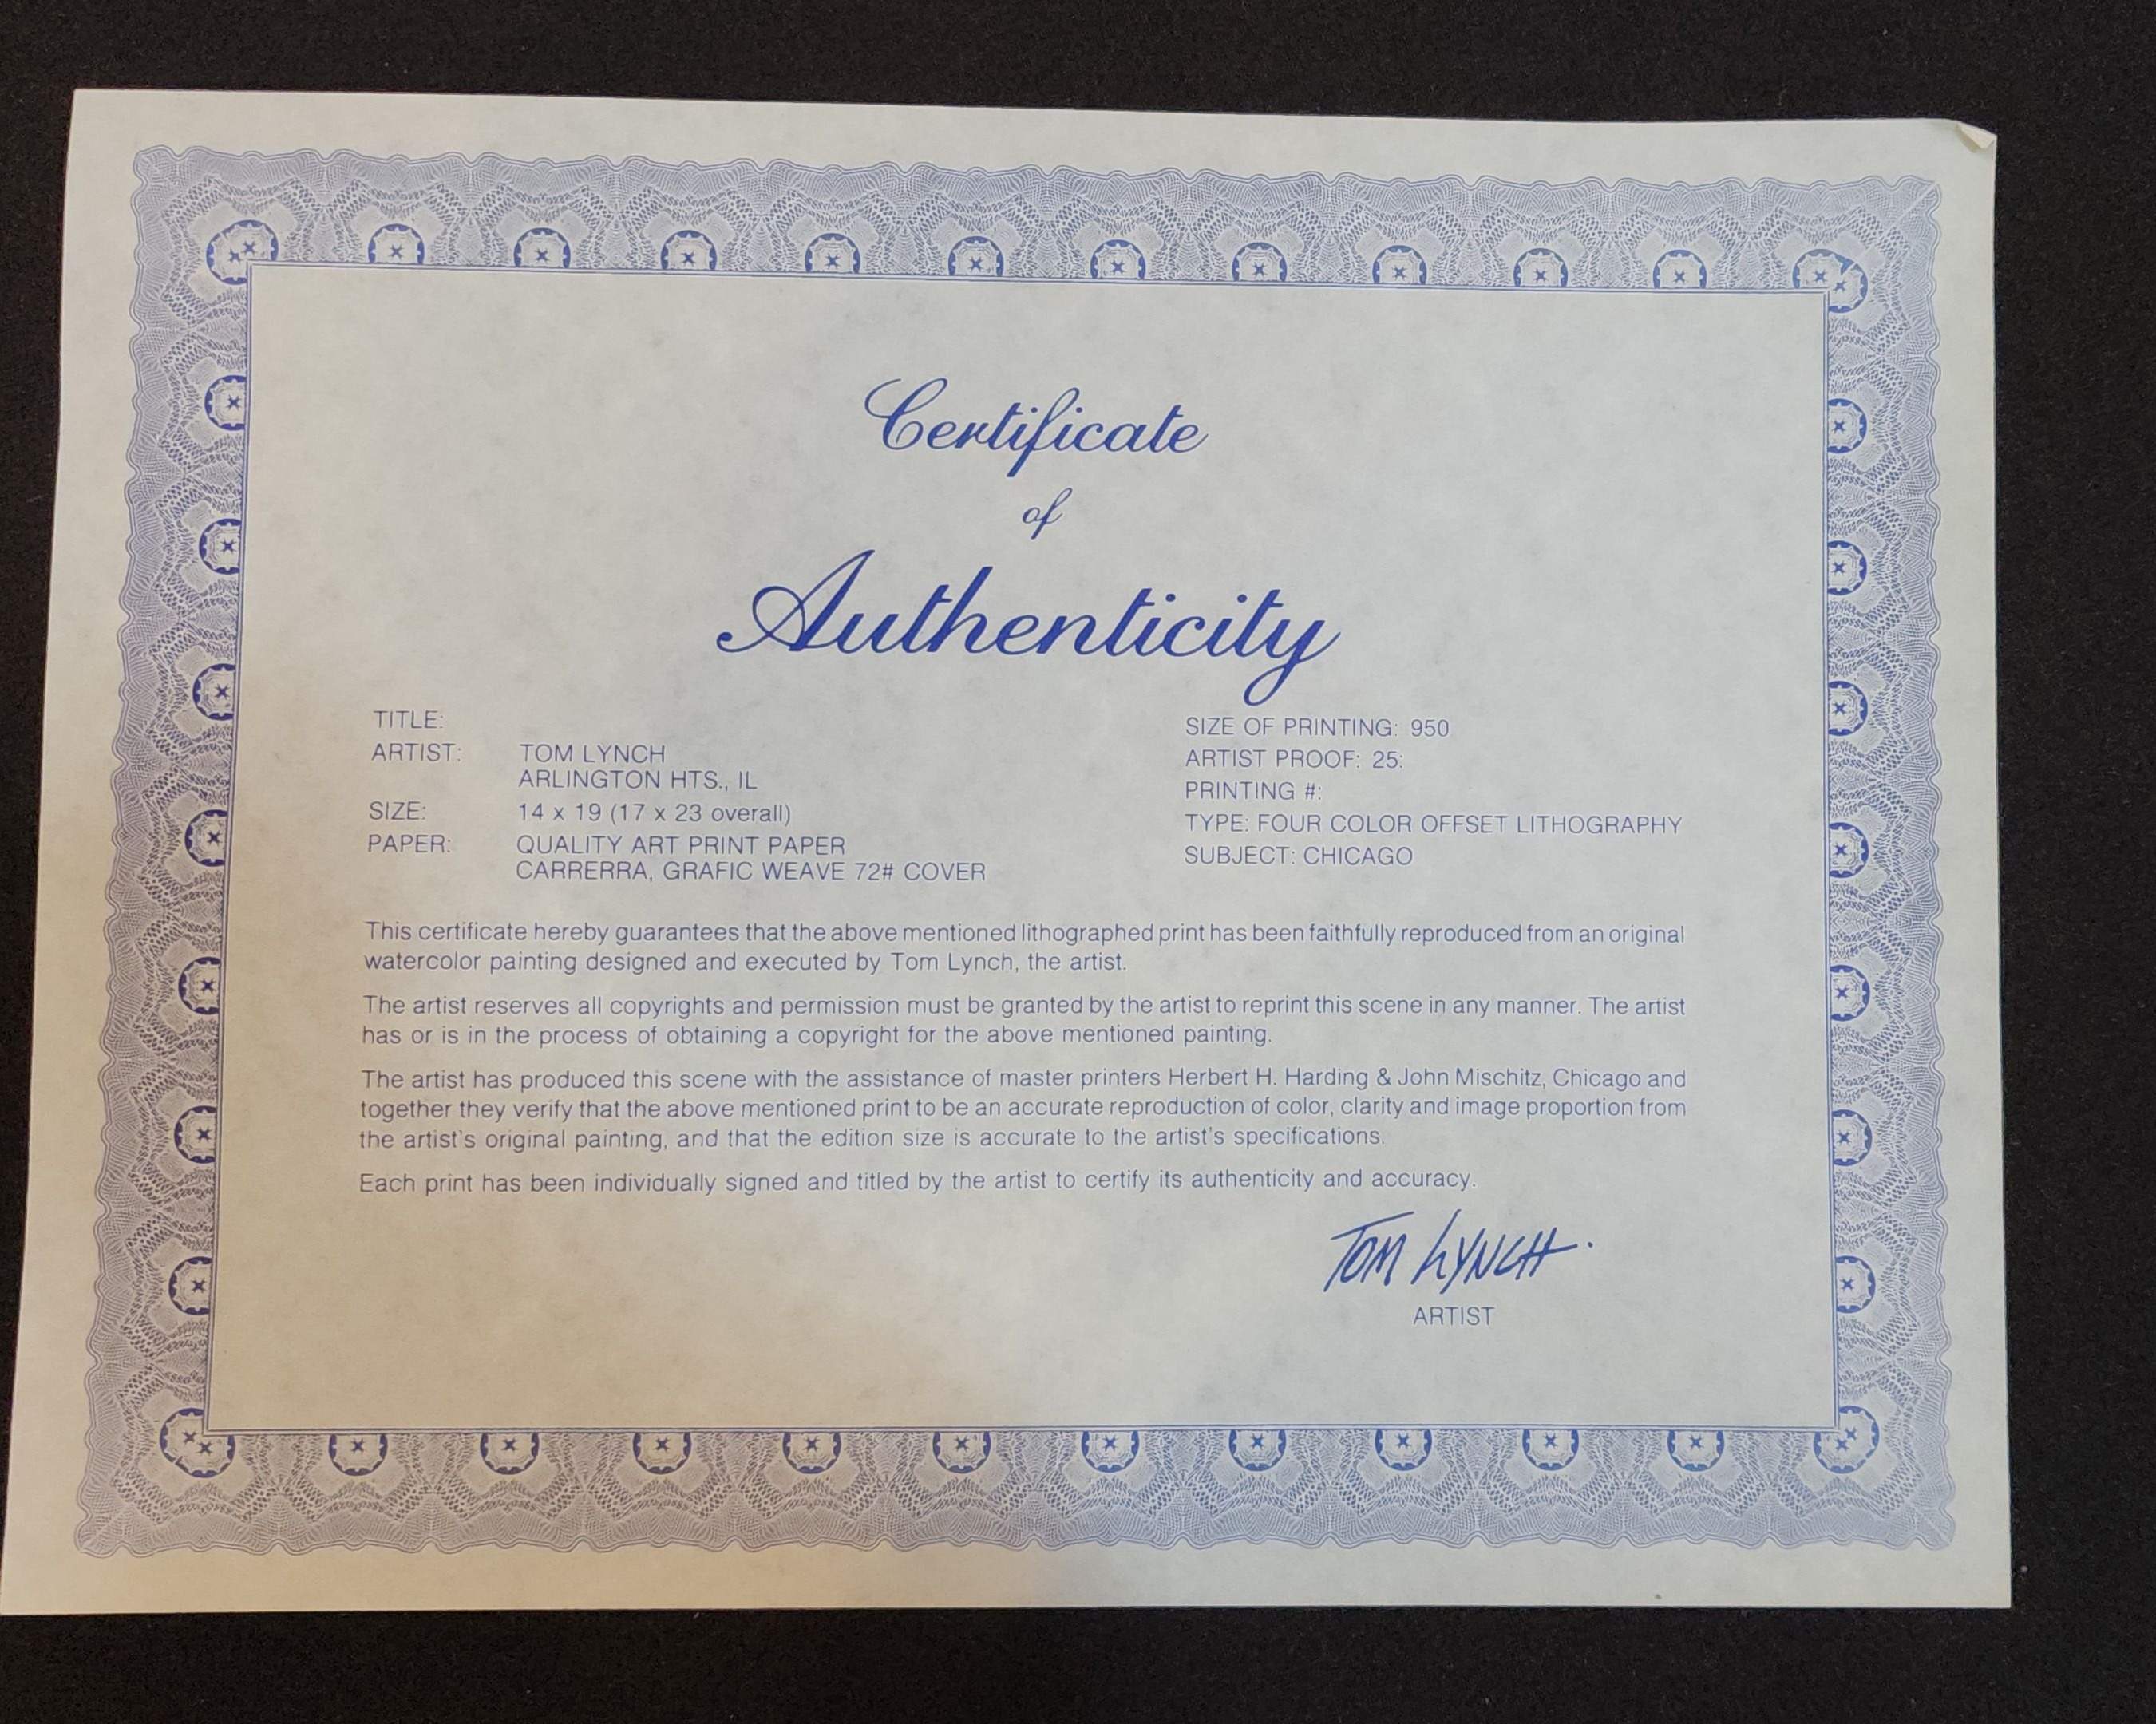 Certificate
of
Authenticity
TITLE:
ARTIST: TOM LYNCH
ARLINGTON HTS., IL
SIZE: 14 x 19 (17 x 23 overall)
PAPER: QUALITY ART PRINT PAPER
CARRERRA, GRAFIC WEAVE 72# COVER
SIZE OF PRINTING: 950
ARTIST PROOF: 25:
PRINTING #:
TYPE: FOUR COLOR OFFSET LITHOGRAPHY
SUBJECT: CHICAGO
This certificate hereby guarantees that the above mentioned lithographed print has been faithfully reproduced from an original
watercolor painting designed and executed by Tom Lynch, the artist.
The artist reserves all copyrights and permission must be granted by the artist to reprint this scene in any manner. The artist
has or is in the process of obtaining a copyright for the above mentioned painting.
The artist has produced this scene with the assistance of master printers Herbert H. Harding & John Mischitz, Chicago and
together they verify that the above mentioned print to be an accurate reproduction of color, clarity and image proportion from
the artist's original painting, and that the edition size is accurate to the artist's specifications.
Each print has been individually signed and titled by the artist to certify its authenticity and accuracy.
TOM LYNCH.
ARTIST